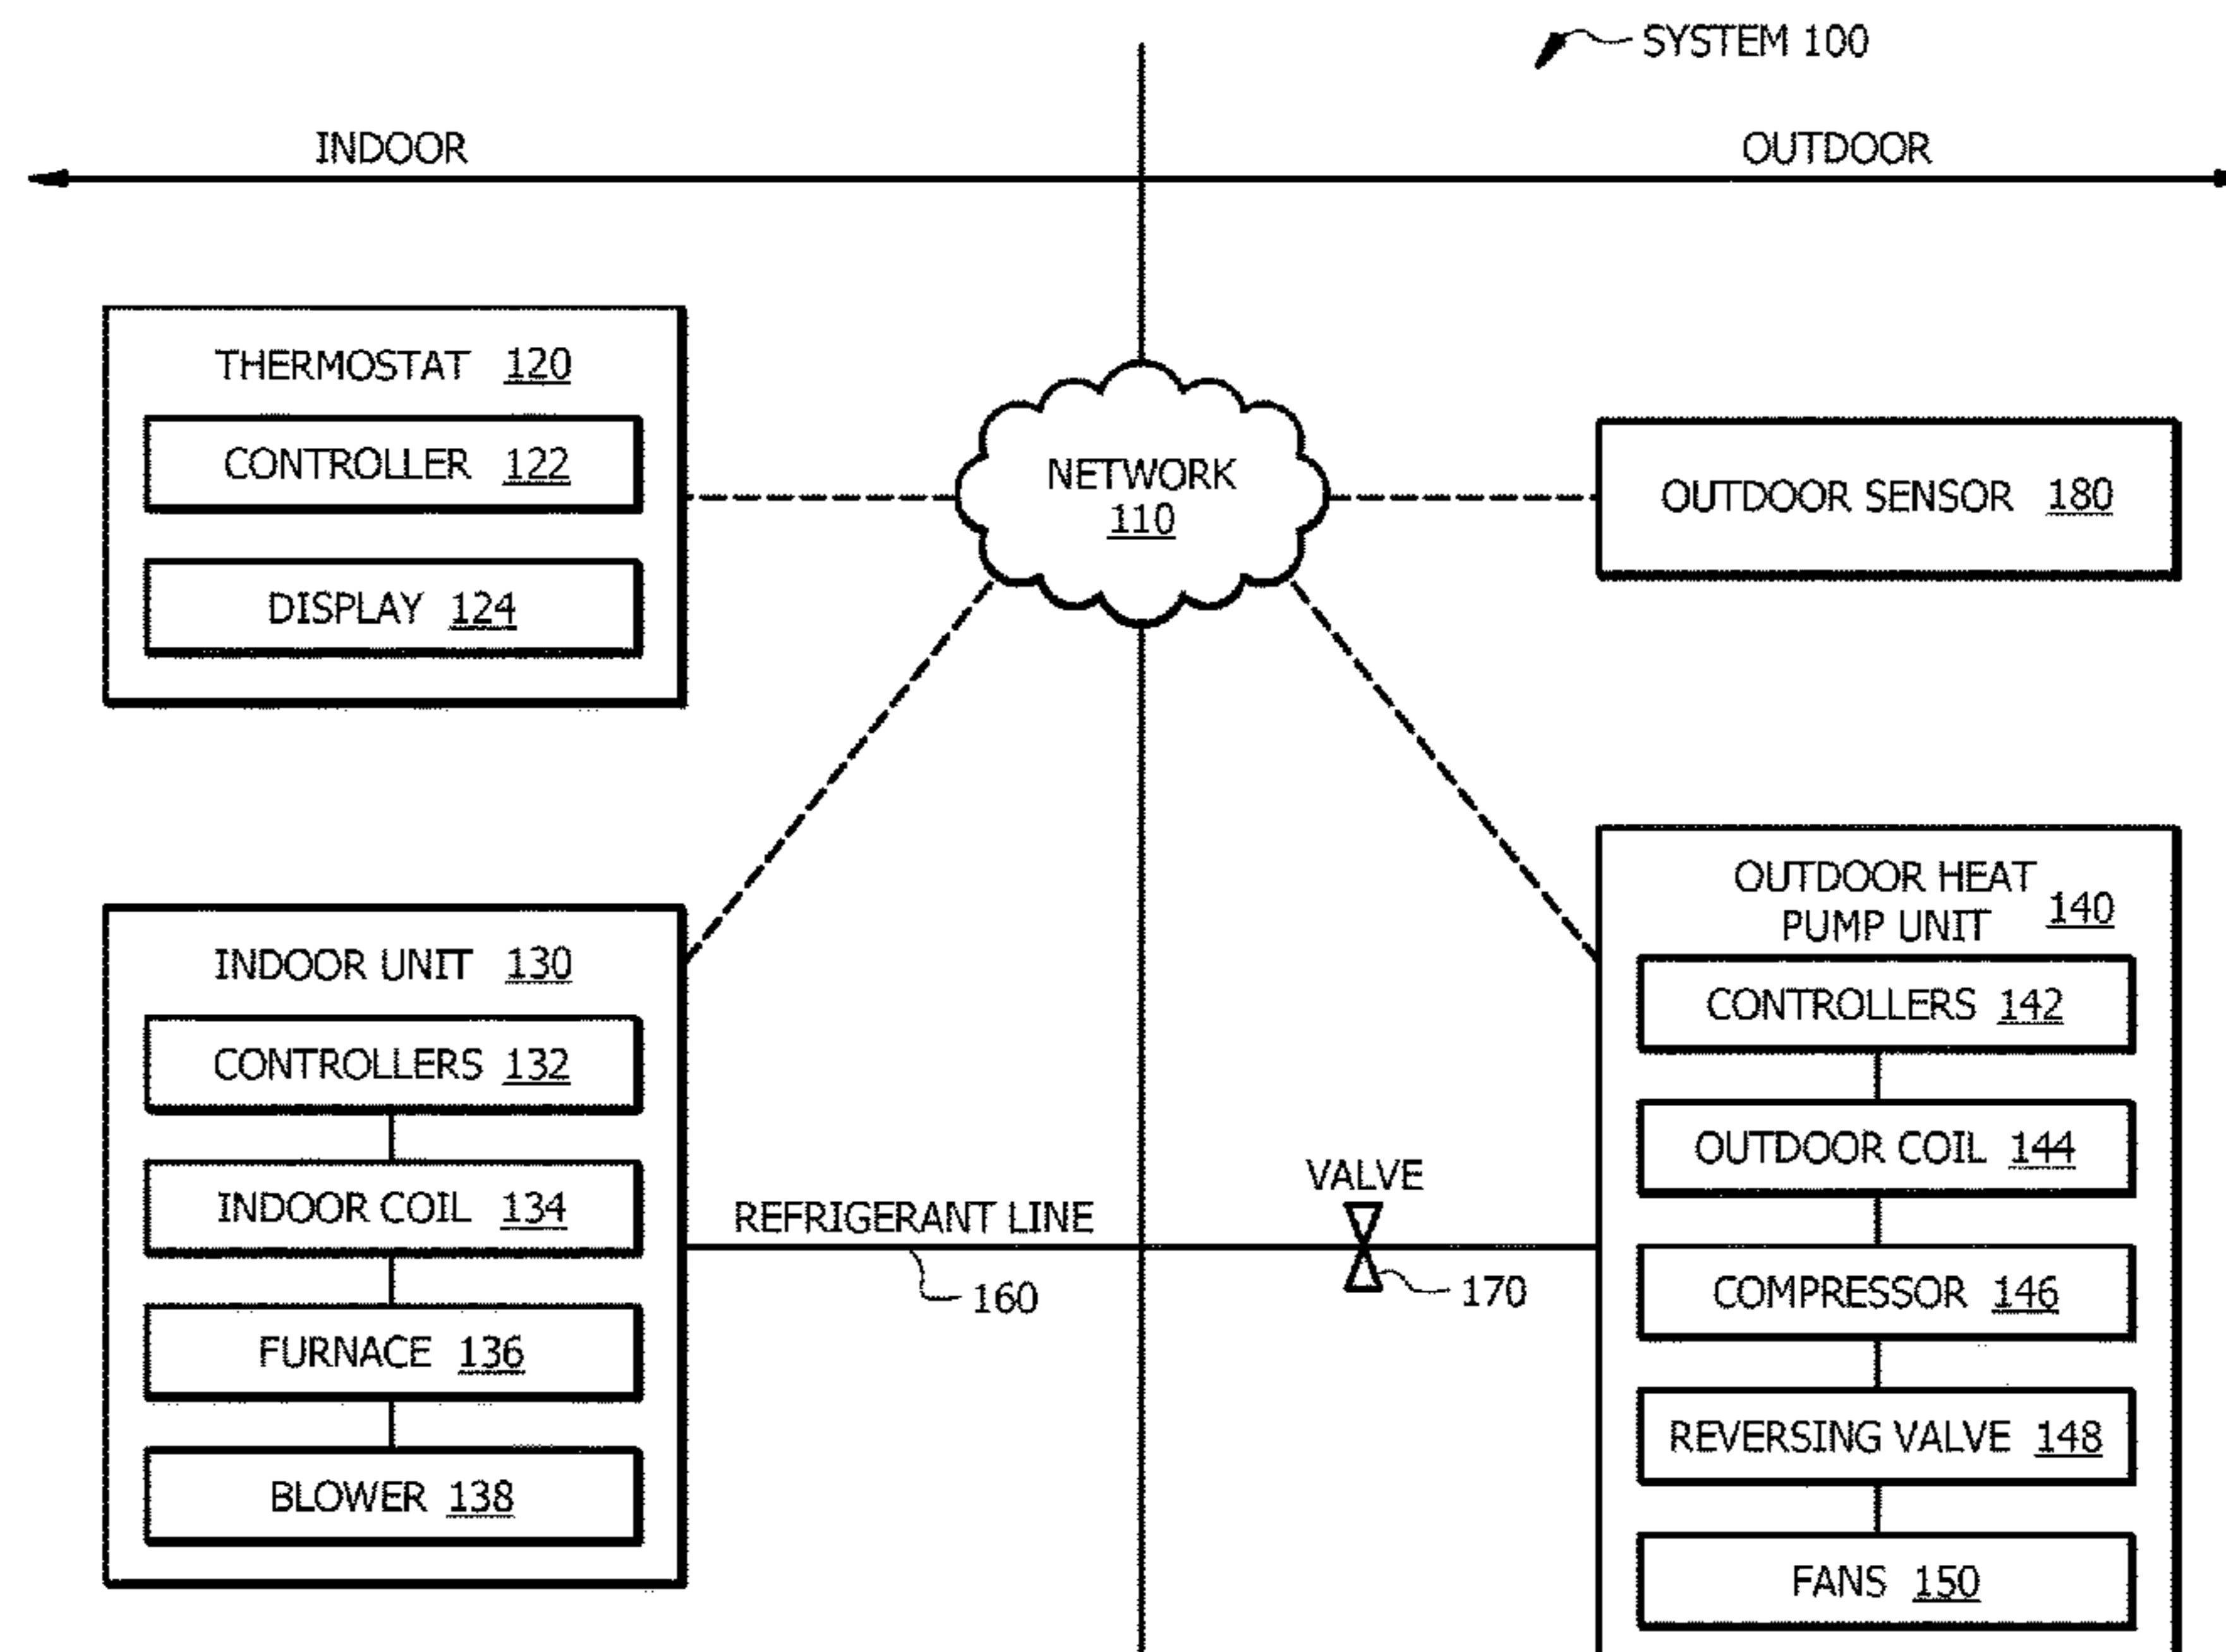 SYSTEM 100
INDOOR
OUTDOOR
THERMOSTAT 120
CONTROLLER 122
DISPLAY 124
NETWORK
110
OUTDOOR SENSOR 180
INDOOR UNIT 130
CONTROLLERS 132
INDOOR COIL 134
FURNACE 136
BLOWER 138
REFRIGERANT LINE
160
VALVE
170
OUTDOOR HEAT
PUMP UNIT 140
CONTROLLERS 142
OUTDOOR COIL 144
COMPRESSOR 146
REVERSING VALVE 148
FANS 150